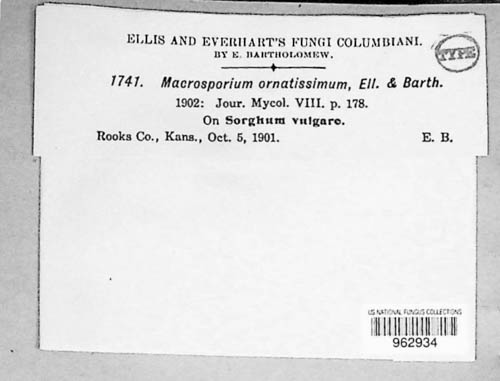 ELLIS AND EVERHART'S FUNGI COLUMBIANI.
BY E. BARTHOLOMEW.
TYPE
1741. Macrosporium ornatissimum, Ell. & Barth.
1902: Jour. Mycol. VIII. p. 178.
On Sorghum vulgare.
Rooks Co., Kans., Oct. 5, 1901. E. B.
US NATIONAL FUNGUS COLLECTIONS
962934